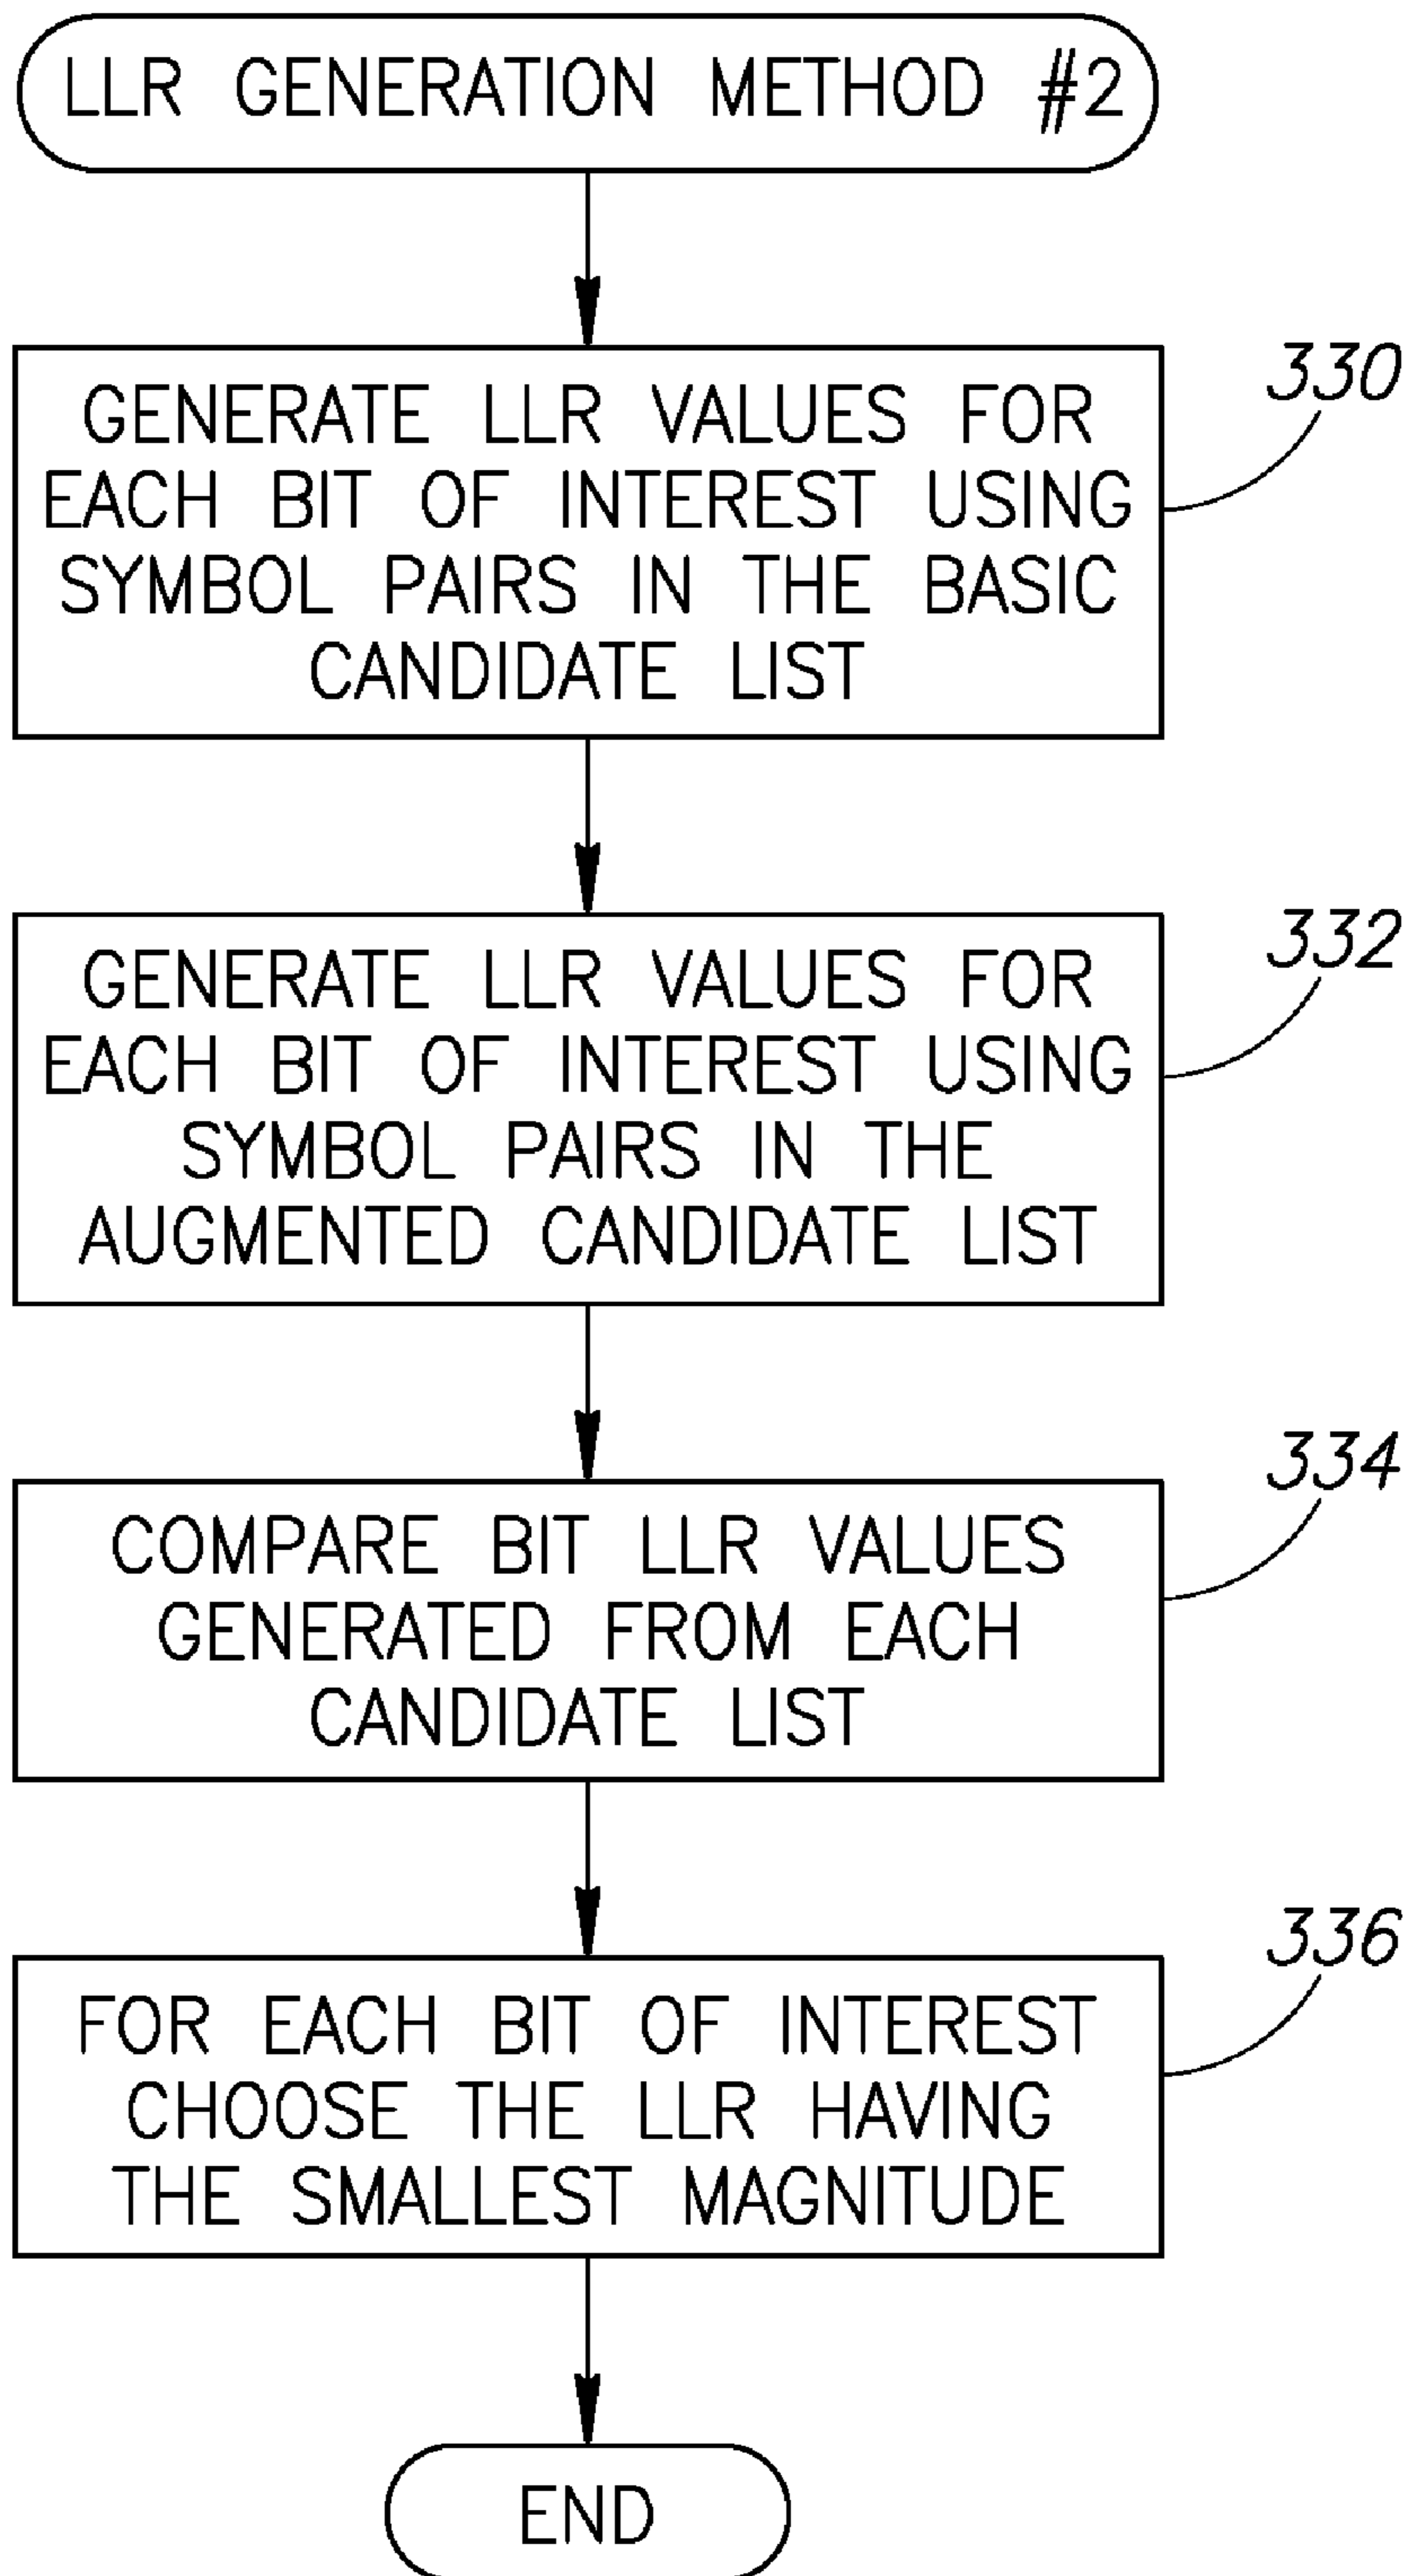 LLR GENERATION METHOD #2
330
GENERATE LLR VALUES FOR
EACH BIT OF INTEREST USING
SYMBOL PAIRS IN THE BASIC
CANDIDATE LIST
332
GENERATE LLR VALUES FOR
EACH BIT OF INTEREST USING
SYMBOL PAIRS IN THE
AUGMENTED CANDIDATE LIST
334
COMPARE BIT LLR VALUES
GENERATED FROM EACH
CANDIDATE LIST
336
FOR EACH BIT OF INTEREST
CHOOSE THE LLR HAVING
THE SMALLEST MAGNITUDE
END